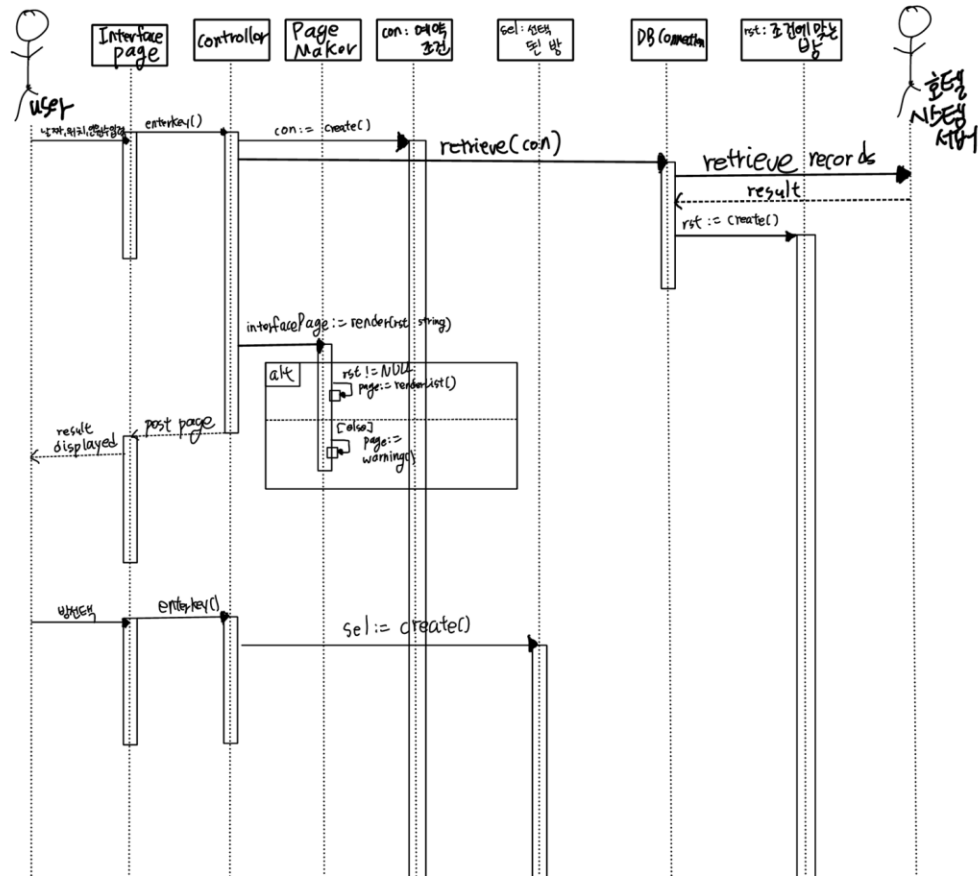 Interface
page
Controller
Page
Maker
con: 예약
조건
sel: 선택
된 방
DB Connection
rst: 조건에 맞는
방
user
호텔
시스템
서버
enterkey()
con:= create()
retrieve(con)
retrieve records
result
rst := create()
interfacePage:= render(rst string)
alt
rst != NULL
page:= renderList()
[else]
page:=
warning()
post page
result
displayed
방선택
enterkey()
sel:= create()